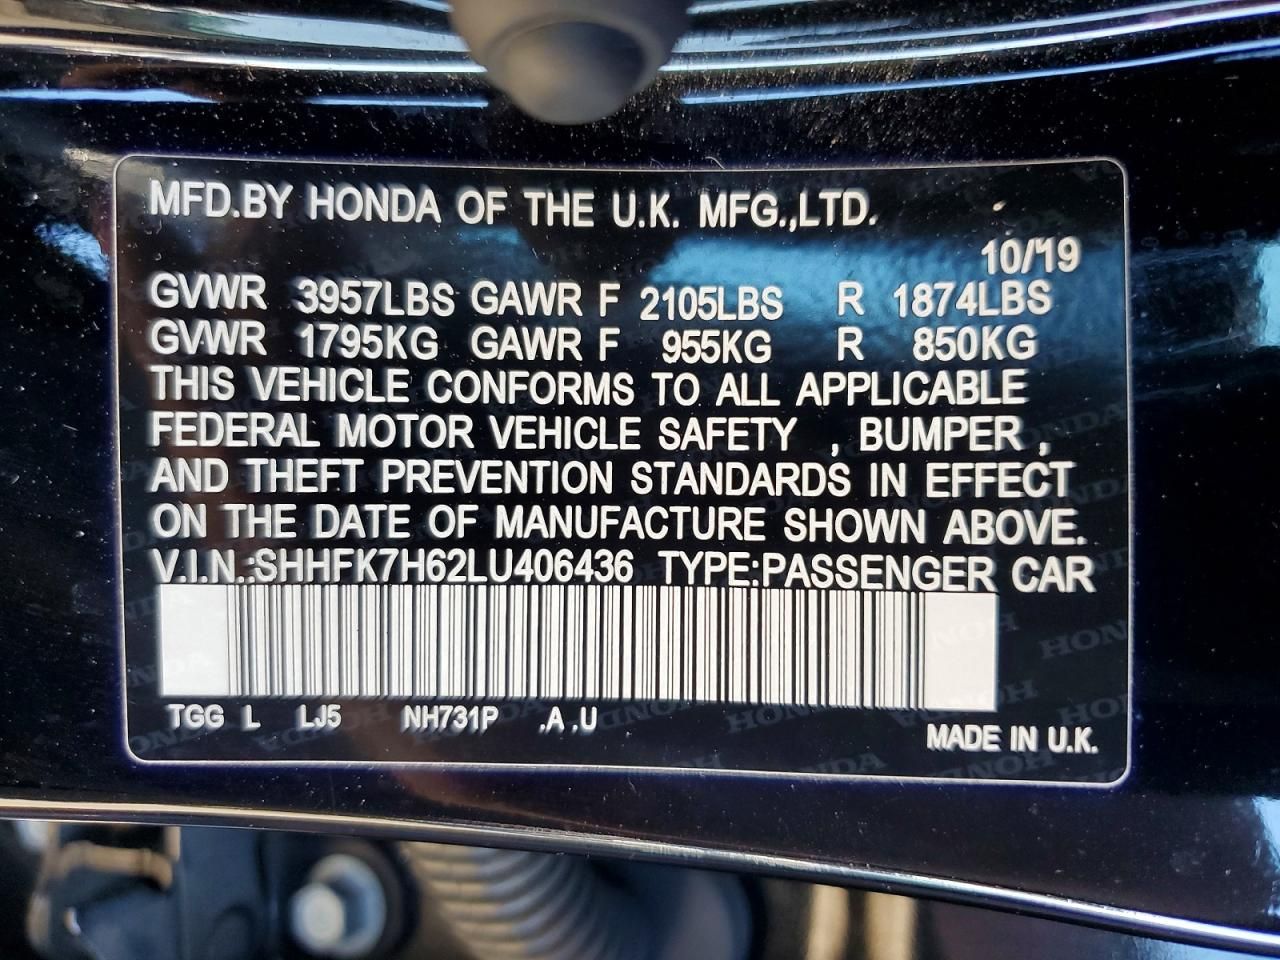 MFD.BY HONDA OF THE U.K. MFG.,LTD.
10/'19
GVWR 3957LBS GAWR F 2105LBS R 1874LBS
GVWR 1795KG GAWR F 955KG R 850KG
THIS VEHICLE CONFORMS TO ALL APPLICABLE
FEDERAL MOTOR VEHICLE SAFETY , BUMPER ,
AND THEFT PREVENTION STANDARDS IN EFFECT
ON THE DATE OF MANUFACTURE SHOWN ABOVE.
V.I.N.:SHHFK7H62LU406436 TYPE:PASSENGER CAR
TGG L LJ5 NH731P .A .U
MADE IN U.K.